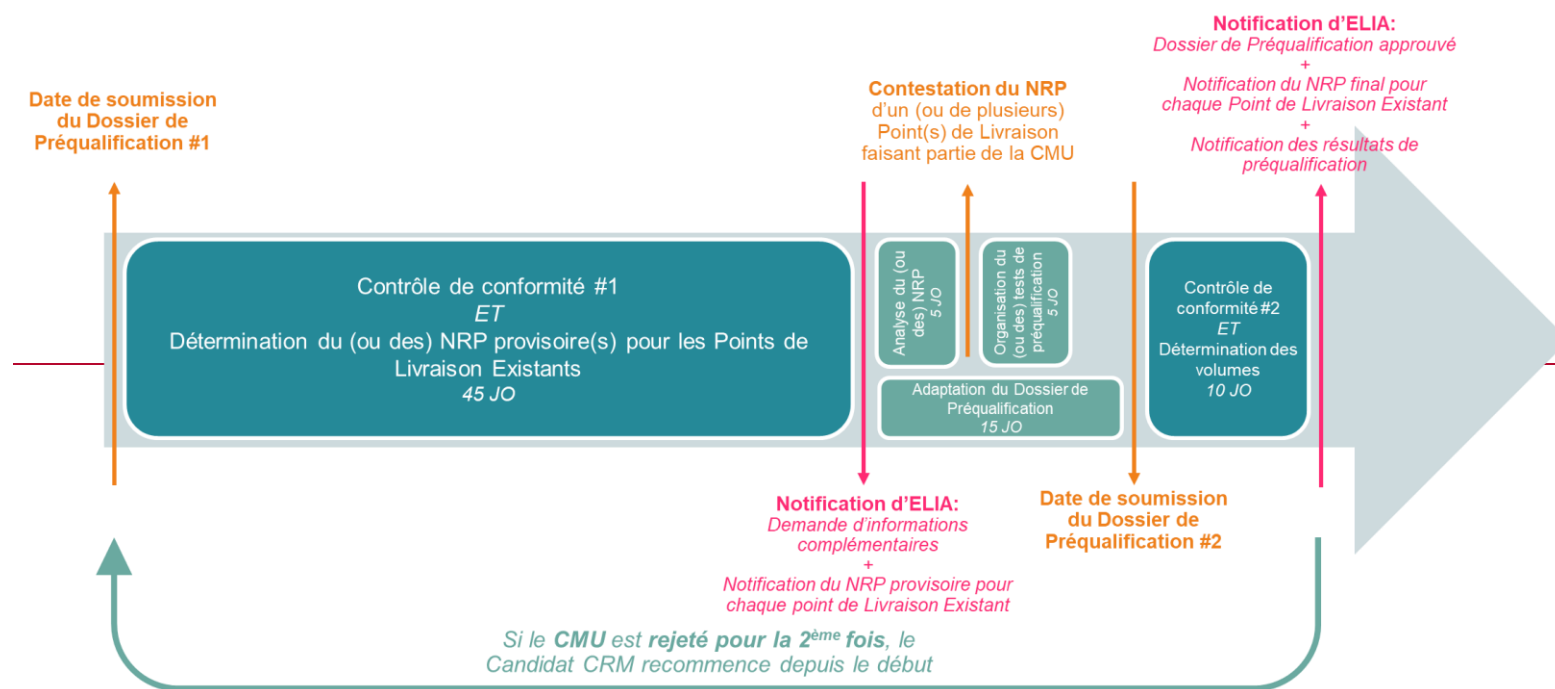 Date de soumission
du Dossier de
Préqualification #1
Contrôle de conformité #1
ET
Détermination du (ou des) NRP provisoire(s) pour les Points de
Livraison Existants
45 JO
Notification d’ELIA:
Demande d’informations
complémentaires
+
Notification du NRP provisoire pour
chaque point de Livraison Existant
Analyse du (ou
des) NRP
5 JO
Contestation du NRP
d’un (ou de plusieurs)
Point(s) de Livraison
faisant partie de la CMU
Organisation du
(ou des) tests de
préqualification
5 JO
Adaptation du Dossier de
Préqualification
15 JO
Date de soumission
du Dossier de
Préqualification #2
Contrôle de
conformité #2
ET
Détermination des
volumes
10 JO
Notification d’ELIA:
Dossier de Préqualification approuvé
+
Notification du NRP final pour
chaque Point de Livraison Existant
+
Notification des résultats de
préqualification
Si le CMU est rejeté pour la 2ème fois, le
Candidat CRM recommence depuis le début